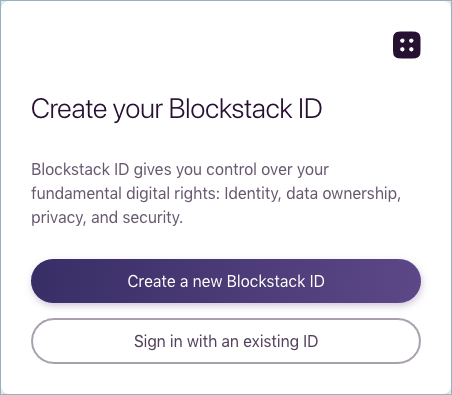 Create your Blockstack ID
Blockstack ID gives you control over your
fundamental digital rights: Identity, data ownership,
privacy, and security.
Create a new Blockstack ID
Sign in with an existing ID